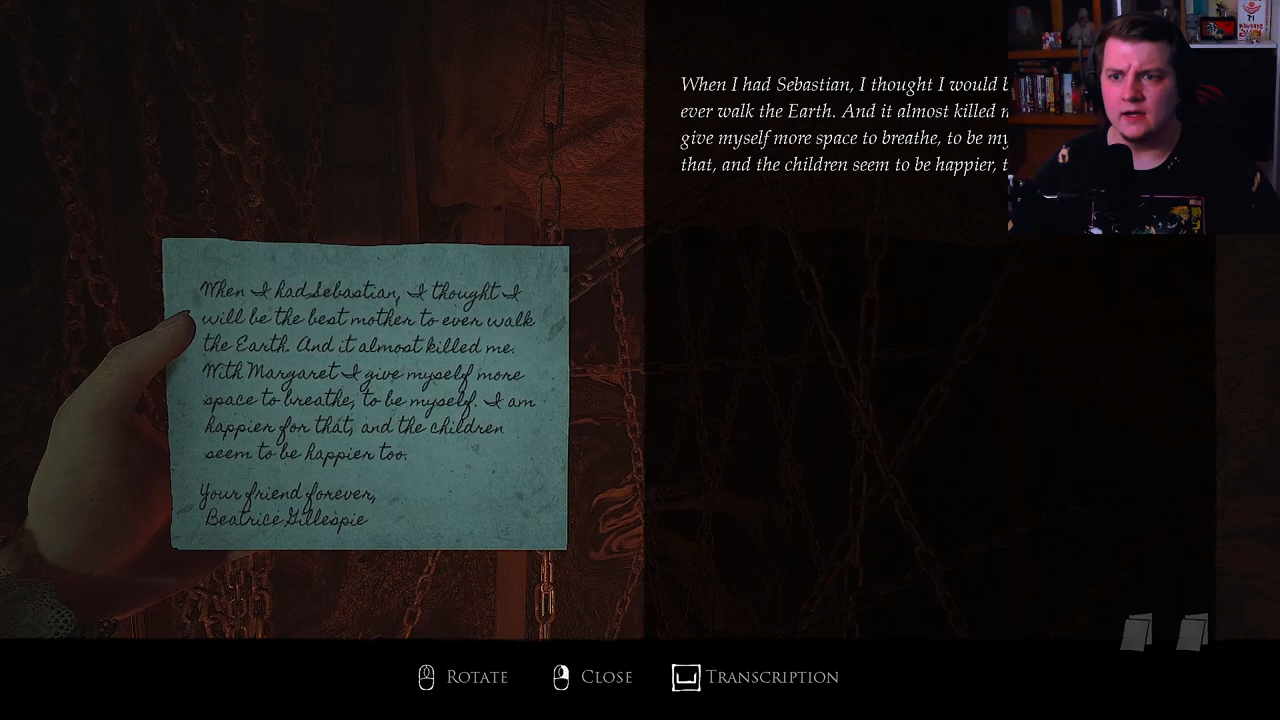 When I had Sebastian, I thought I would
ever walk the Earth. And it almost killed
give myself more space to breathe, to be my
that, and the children seem to be happier,
When I had Sebastian, I thought I
will be the best mother to ever walk
the Earth. And it almost killed me.
With Margaret I give myself more
space to breathe, to be myself. I am
happier for that, and the children
seem to be happier too.
Your friend forever,
Beatrice Gillespie
Rotate
Close
Transcription